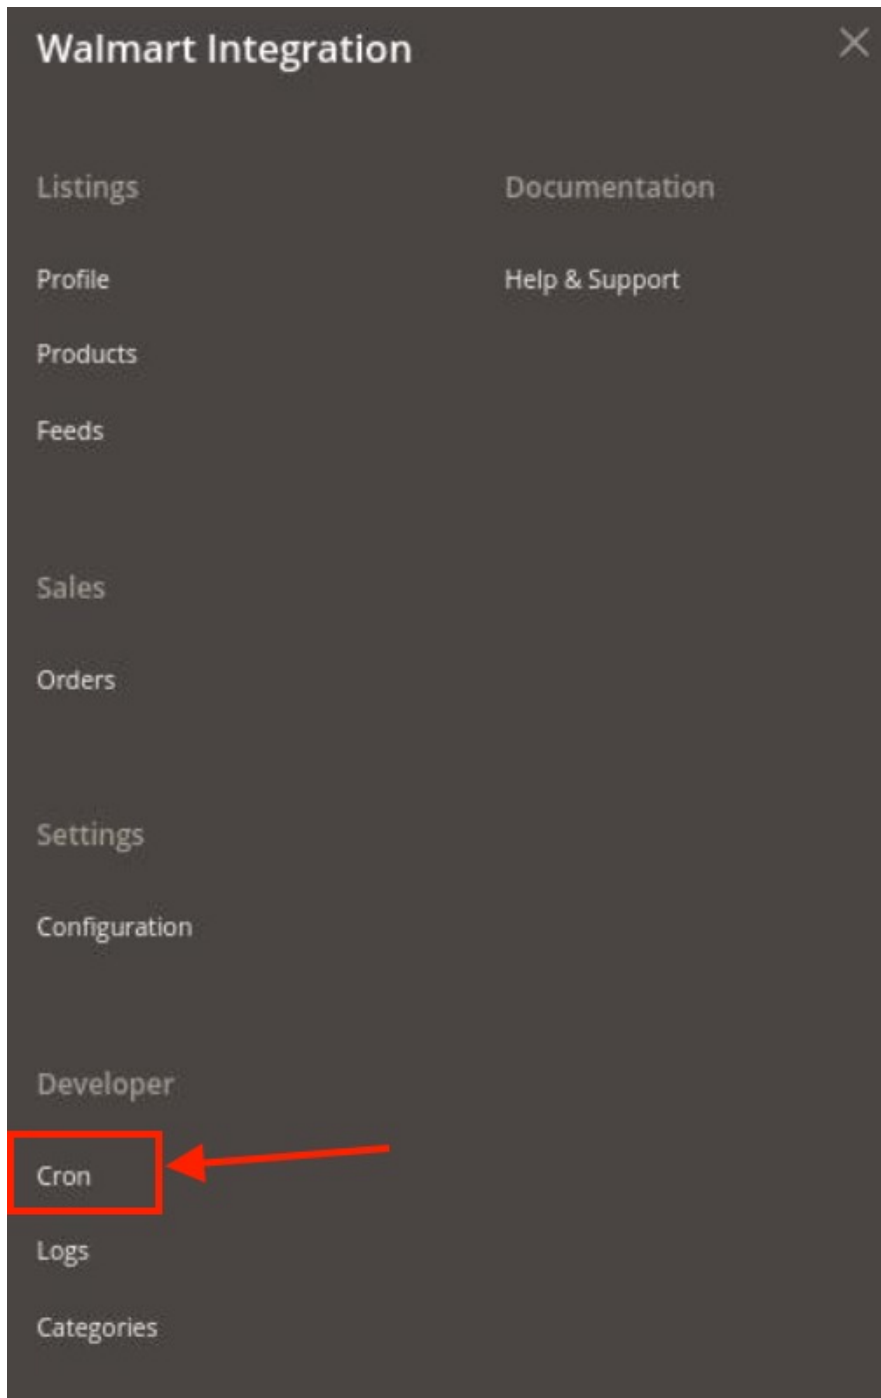 Walmart Integration
Listings
Profile
Products
Feeds
Sales
Orders
Settings
Configuration
Developer
Cron
Logs
Categories
Documentation
Help & Support